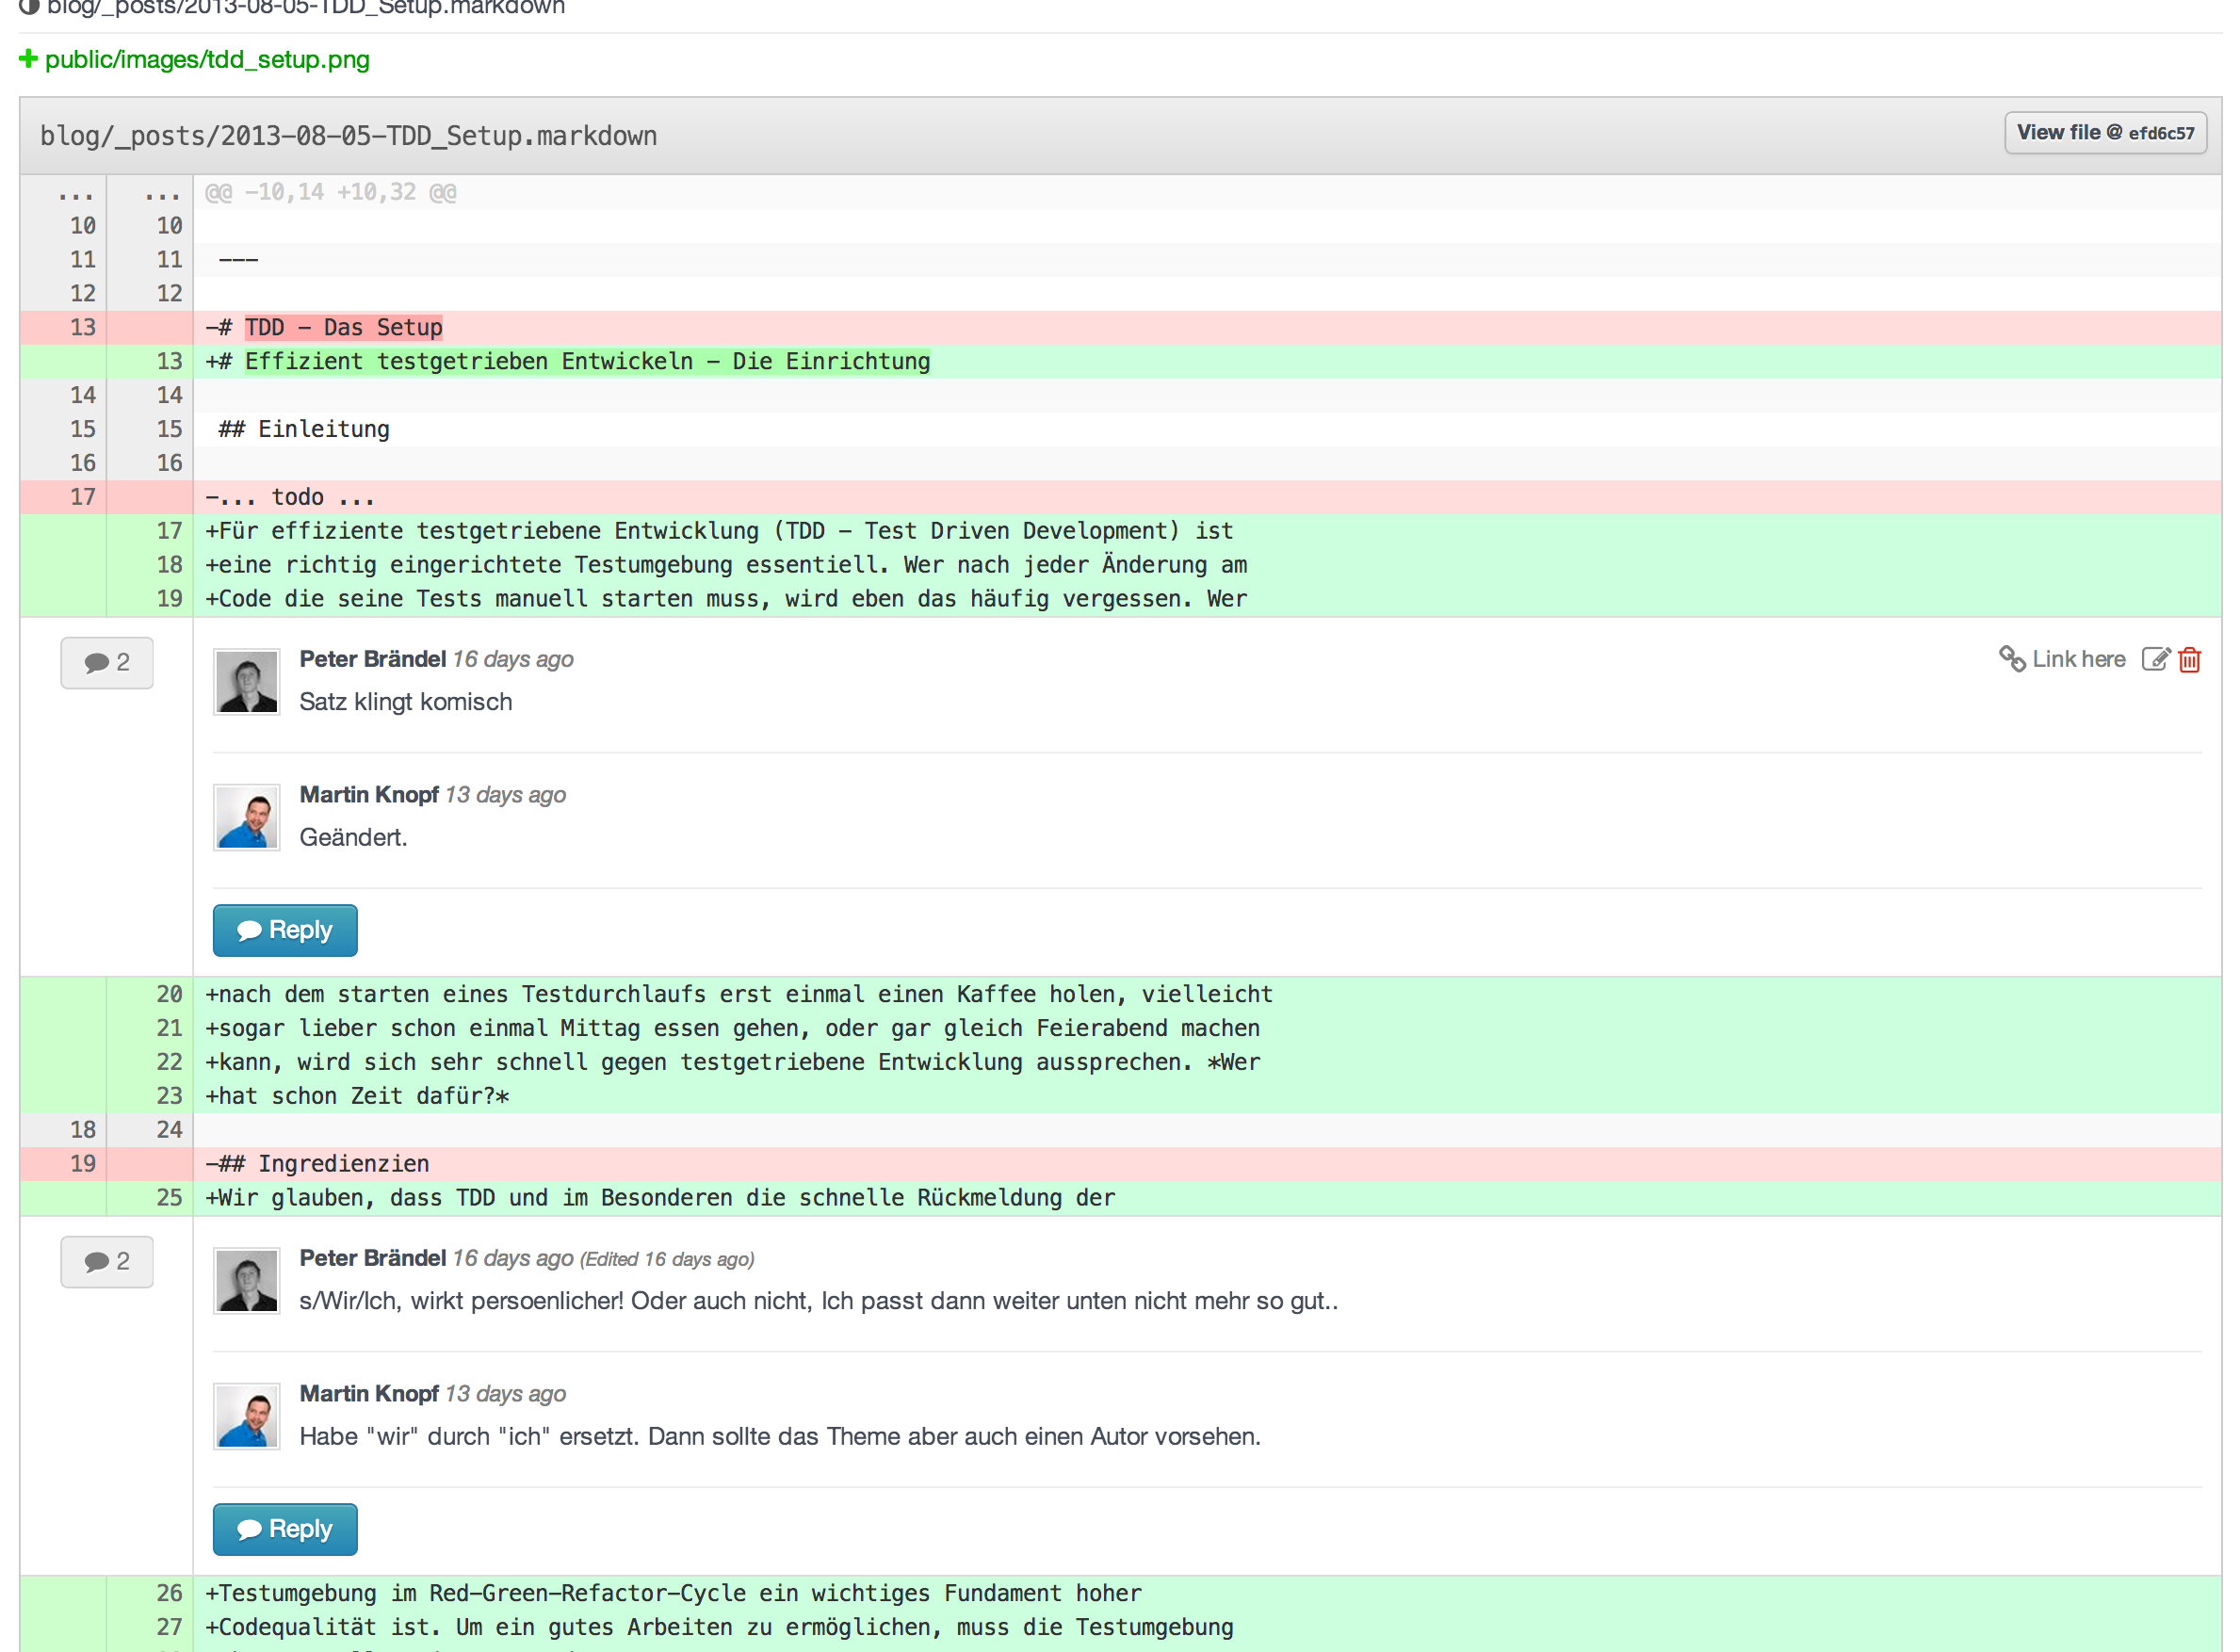 blog/_posts/2013-08-05-TDD_Setup.markdown
public/images/tdd_setup.png
blog/_posts/2013-08-05-TDD_Setup.markdown
View file @ efd6c57
... ... @@ -10,14 +10,32 @@
10 10
11 11 ---
12 12
13 -# TDD - Das Setup
13 +# Effizient testgetrieben Entwickeln - Die Einrichtung
14 14
15 15 ## Einleitung
16 16
17 -... todo ...
17 +Für effiziente testgetriebene Entwicklung (TDD - Test Driven Development) ist
18 +eine richtig eingerichtete Testumgebung essentiell. Wer nach jeder Änderung am
19 +Code die seine Tests manuell starten muss, wird eben das häufig vergessen. Wer
2
Peter Brändel 16 days ago
Link here
Satz klingt komisch
Martin Knopf 13 days ago
Geändert.
Reply
20 +nach dem starten eines Testdurchlaufs erst einmal einen Kaffee holen, vielleicht
21 +sogar lieber schon einmal Mittag essen gehen, oder gar gleich Feierabend machen
22 +kann, wird sich sehr schnell gegen testgetriebene Entwicklung aussprechen. *Wer
23 +hat schon Zeit dafür?*
18 24
19 -## Ingredienzien
25 +Wir glauben, dass TDD und im Besonderen die schnelle Rückmeldung der
2
Peter Brändel 16 days ago (Edited 16 days ago)
s/Wir/Ich, wirkt persoenlicher! Oder auch nicht, Ich passt dann weiter unten nicht mehr so gut..
Martin Knopf 13 days ago
Habe "wir" durch "ich" ersetzt. Dann sollte das Theme aber auch einen Autor vorsehen.
Reply
26 +Testumgebung im Red-Green-Refactor-Cycle ein wichtiges Fundament hoher
27 +Codequalität ist. Um ein gutes Arbeiten zu ermöglichen, muss die Testumgebung